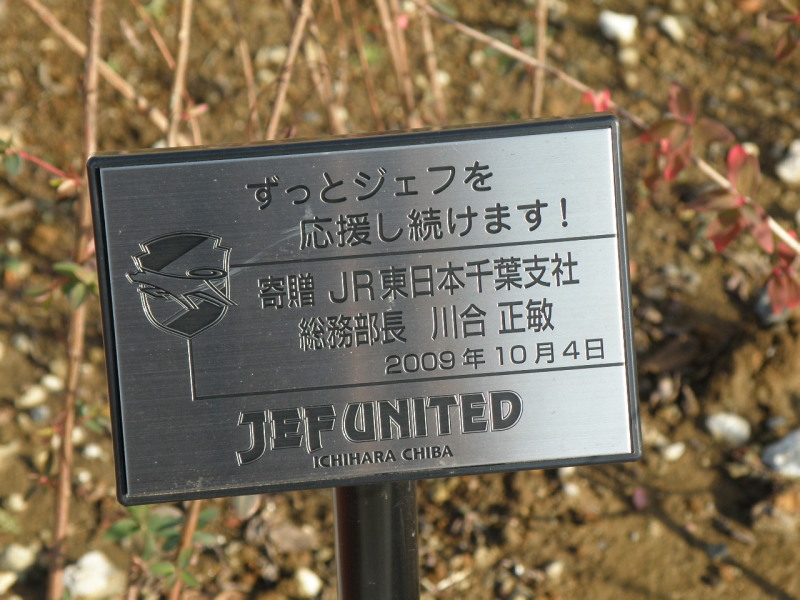 ずっとジェフを
応援し続けます!
寄贈 JR東日本千葉支社
総務部長 川合 正敏
2009年10月4日
JEF UNITED
ICHIHARA CHIBA